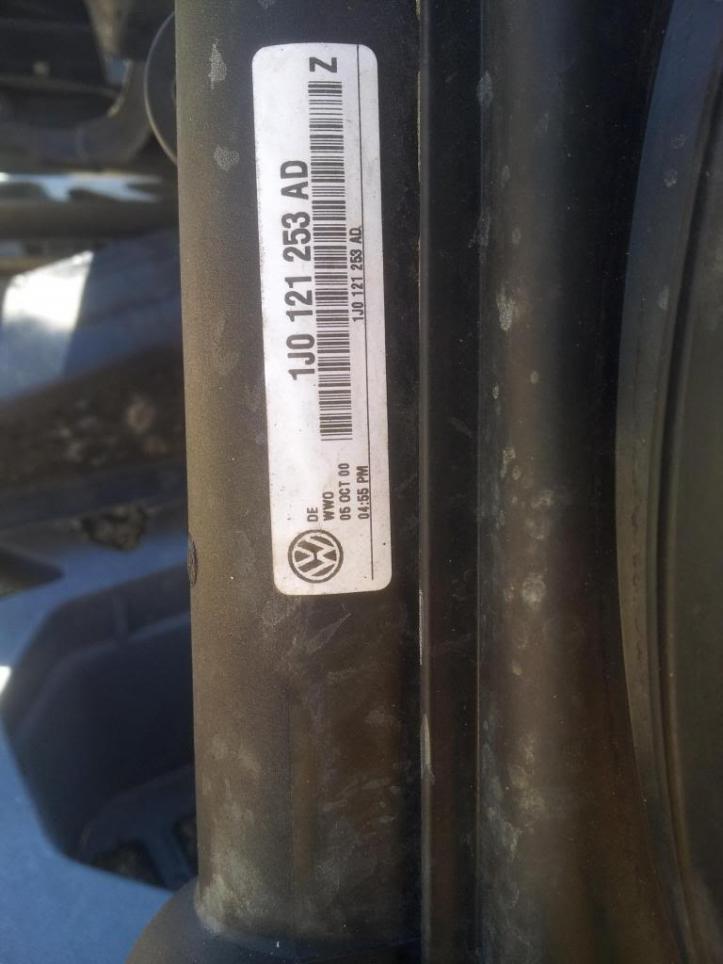 1J0 121 253 AD
Z
DE
WWO
05 OCT 00
04:55 PM
1J0 121 253 AD